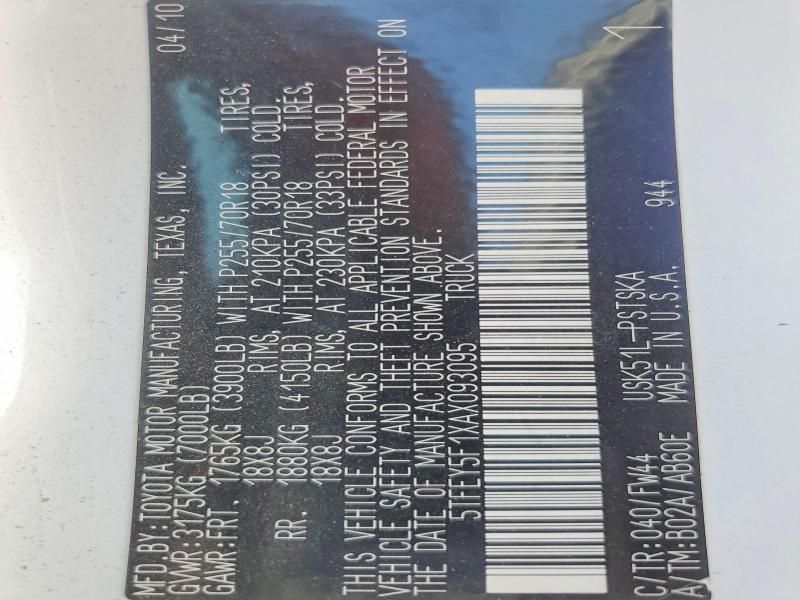 MFD.BY:TOYOTA MOTOR MANUFACTURING, TEXAS, INC. 04/10
GVWR:3175KG (7000LB)
GAWR:FRT. 1765KG (3900LB) WITH P255/70R18 TIRES,
18X8J RIMS, AT 210KPA (30PSI) COLD.
RR. 1880KG (4150LB) WITH P255/70R18 TIRES,
18X8J RIMS, AT 230KPA (33PSI) COLD.
THIS VEHICLE CONFORMS TO ALL APPLICABLE FEDERAL MOTOR
VEHICLE SAFETY AND THEFT PREVENTION STANDARDS IN EFFECT ON
THE DATE OF MANUFACTURE SHOWN ABOVE.
5TFEY5F1XAX093095 TRUCK
1
C/TR:040/FW44 USK51L-PSTSKA 944
A/TM:B02A/AB60E MADE IN U.S.A.